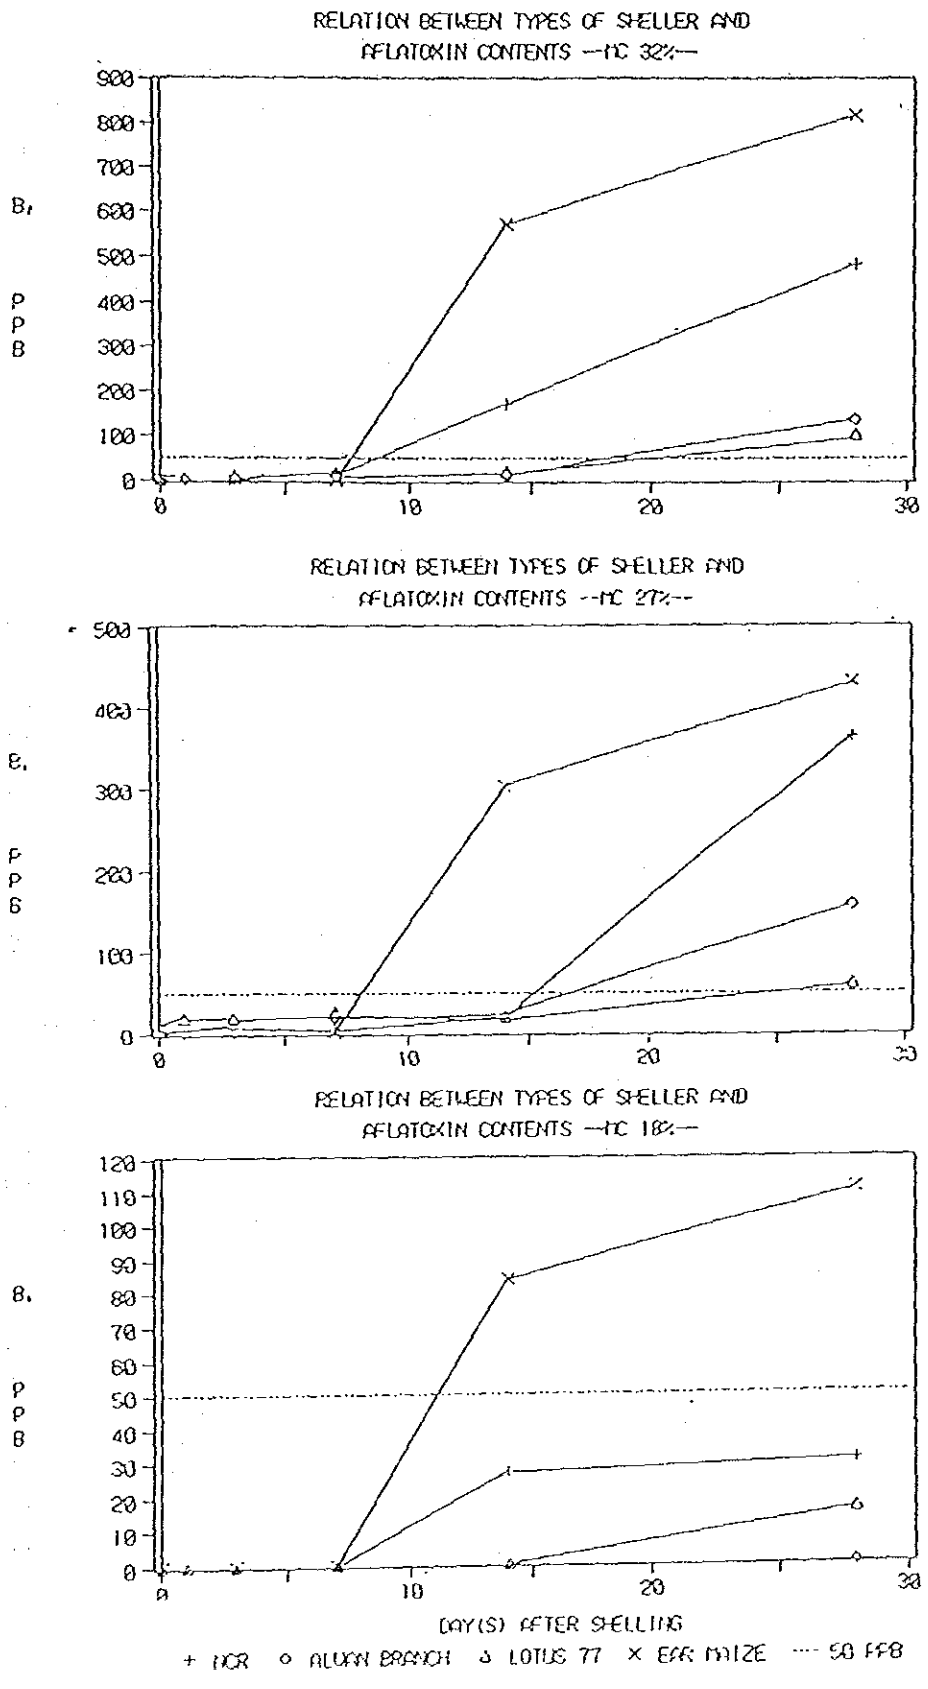 RELATION BETWEEN TYPES OF SHELLER AND
AFLATOXIN CONTENTS --MC 32%--
900
800
700
600
500
400
300
200
100
0
B,
P
P
B
0 10 20 30
RELATION BETWEEN TYPES OF SHELLER AND
AFLATOXIN CONTENTS --MC 27%--
500
400
300
200
100
0
B,
P
P
B
0 10 20 30
RELATION BETWEEN TYPES OF SHELLER AND
AFLATOXIN CONTENTS --MC 18%--
120
110
100
90
80
70
60
50
40
30
20
10
0
B,
P
P
B
0 10 20 30
DAY(S) AFTER SHELLING
+ NCR ◇ ALVAN BRANCH △ LOTUS 77 × EAR MAIZE ---- 50 PPB